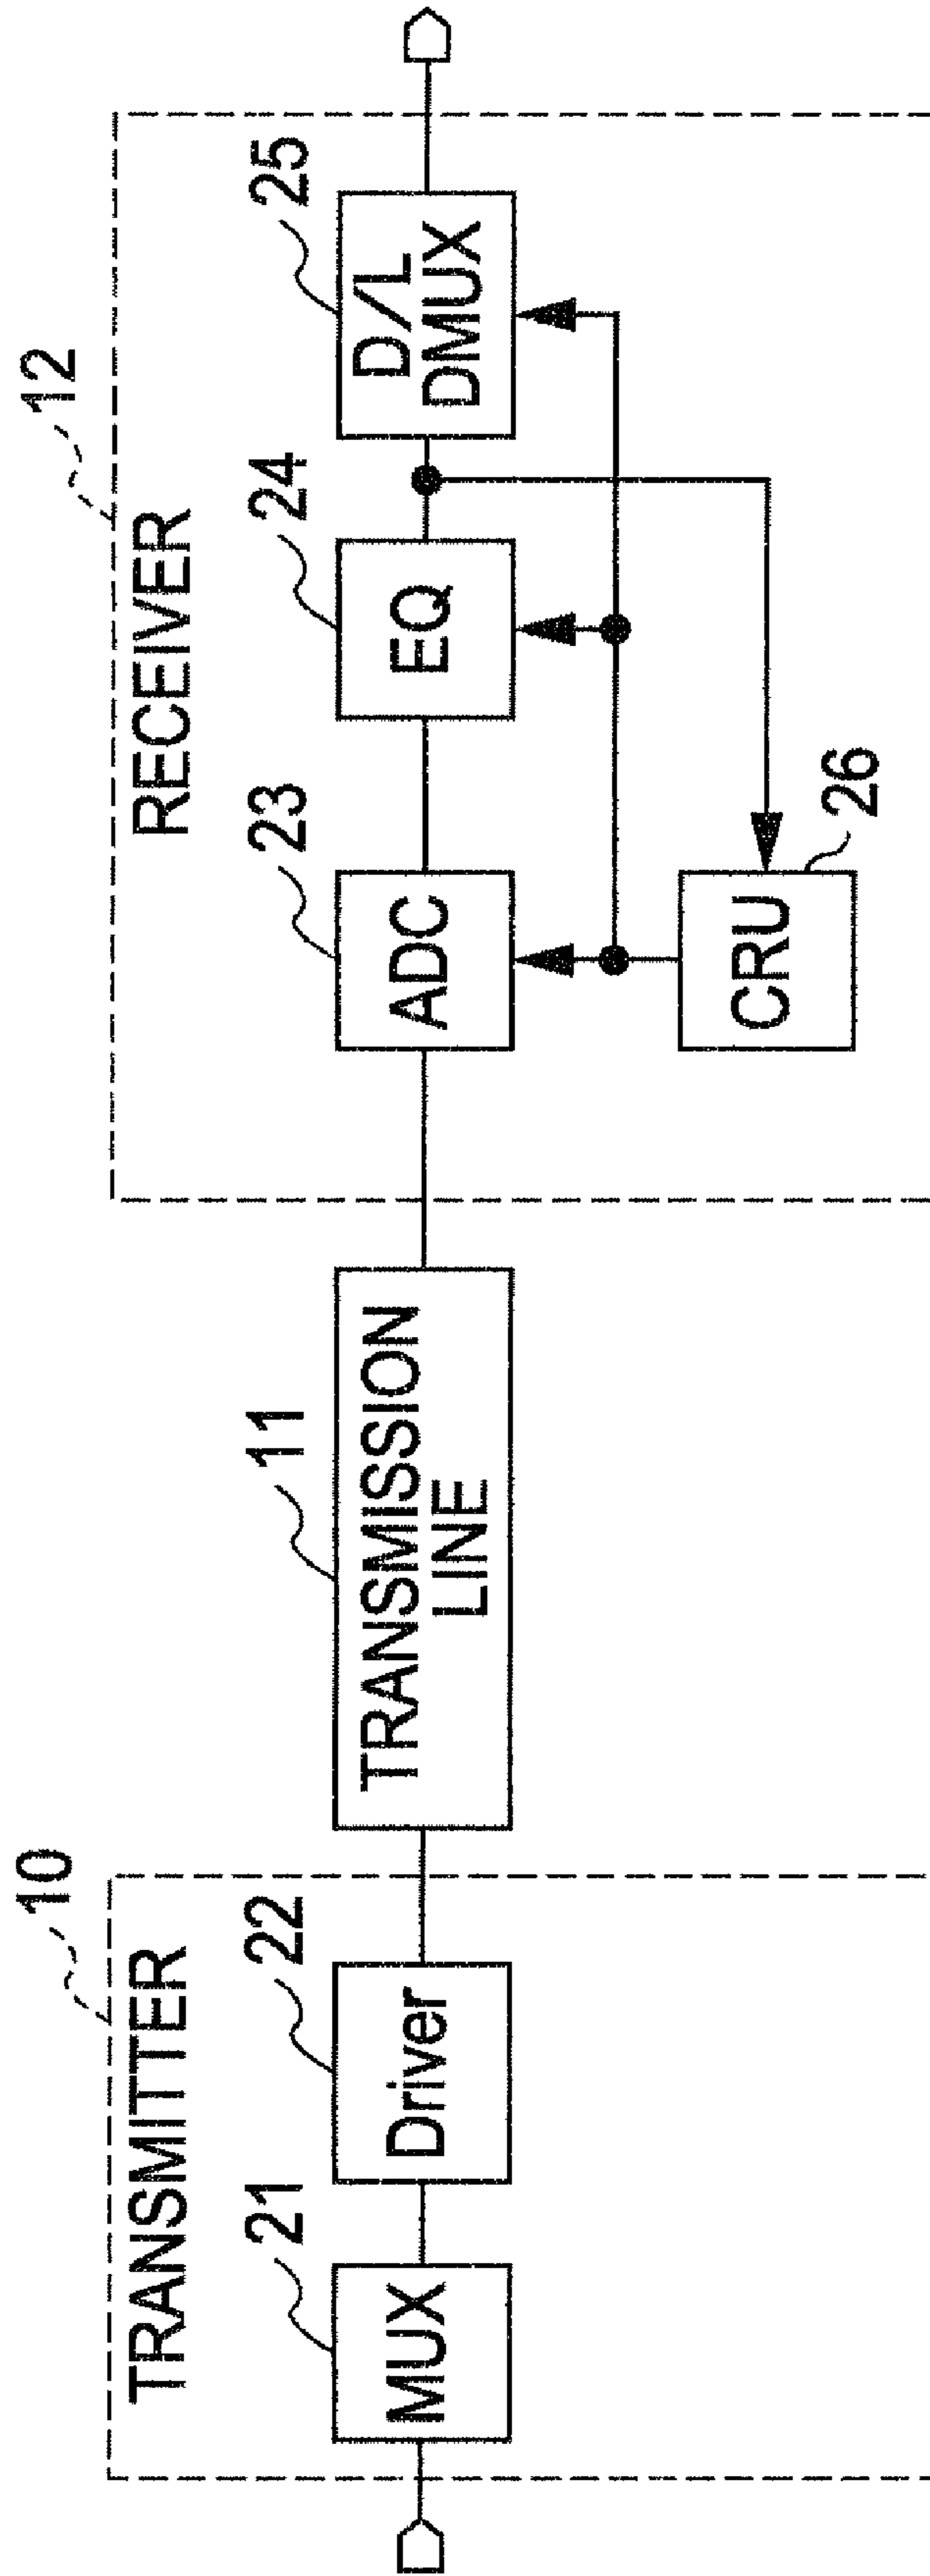 10
TRANSMITTER
21
MUX
22
Driver
11
TRANSMISSION
LINE
12
RECEIVER
23
ADC
24
EQ
25
D/L
DMUX
CRU
26